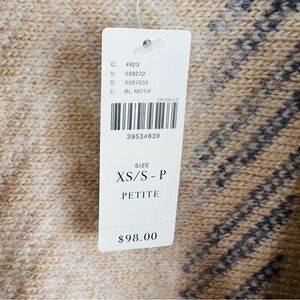 C: 4923
V: 038232
S: 0007003
C: BL MOTIF
39534839
SIZE
XS/S - P
PETITE
$98.00